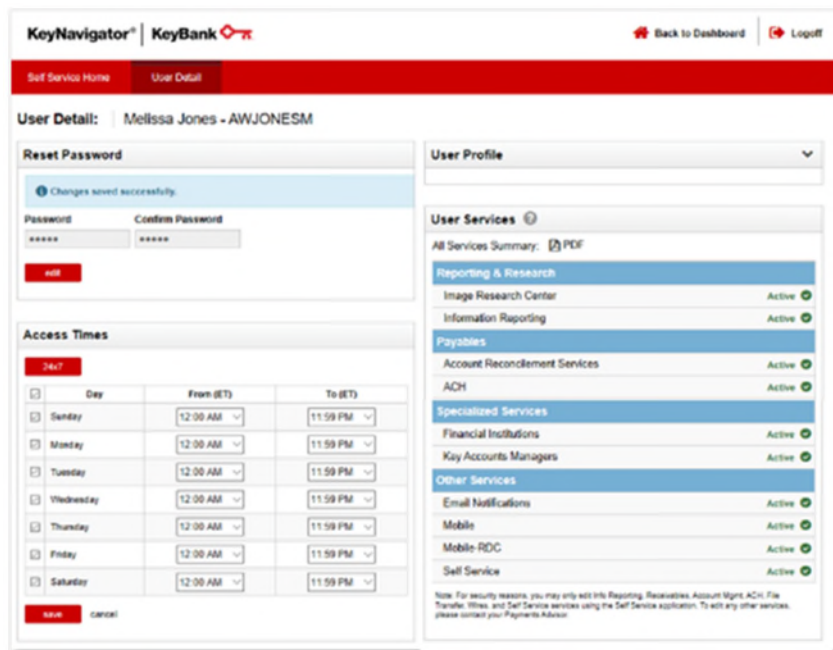 KeyNavigator® | KeyBank
Back to Dashboard
Logoff
Self Service Home
User Detail
User Detail: Melissa Jones - AWJONESM
Reset Password
Changes saved successfully.
Password Confirm Password
***** *****
edit
Access Times
24x7
Day From (ET) To (ET)
Sunday 12:00 AM 11:59 PM
Monday 12:00 AM 11:59 PM
Tuesday 12:00 AM 11:59 PM
Wednesday 12:00 AM 11:59 PM
Thursday 12:00 AM 11:59 PM
Friday 12:00 AM 11:59 PM
Saturday 12:00 AM 11:59 PM
save cancel
User Profile
User Services
All Services Summary: PDF
Reporting & Research
Image Research Center Active
Information Reporting Active
Payables
Account Reconcilement Services Active
ACH Active
Specialized Services
Financial Institutions Active
Key Accounts Managers Active
Other Services
Email Notifications Active
Mobile Active
Mobile-RDC Active
Self Service Active
Note: For security reasons, you may only edit Info Reporting, Receivables, Account Mgmt, ACH, File
Transfer, Wires, and Self Service services using the Self Service application. To edit any other services,
please contact your Payments Advisor.